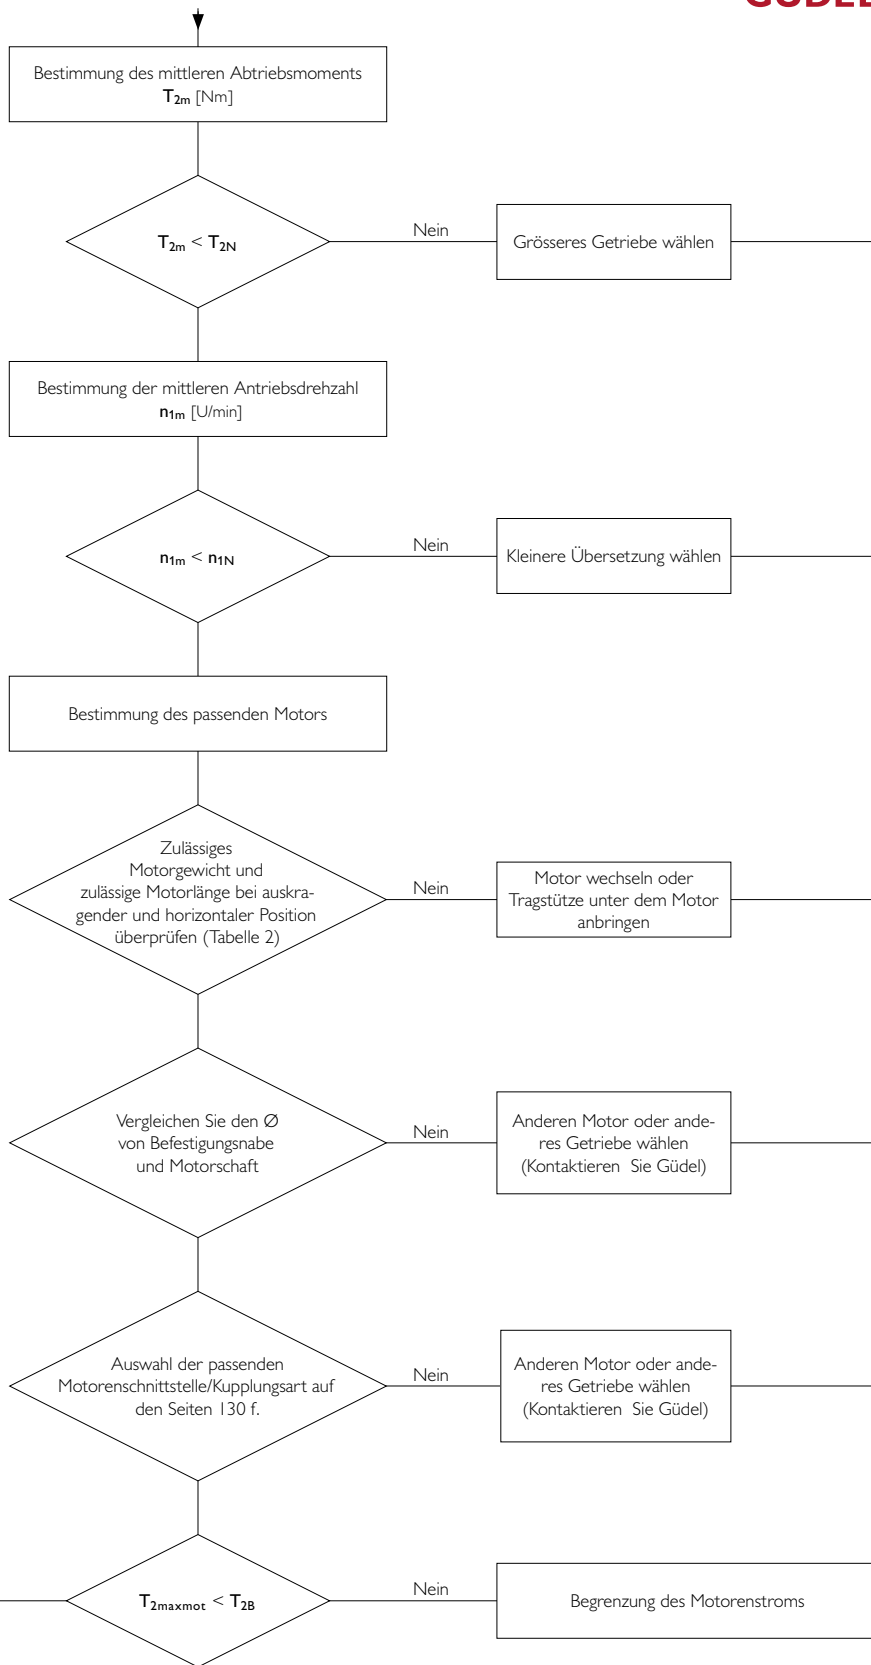 Bestimmung des mittleren Abtriebsmoments
T2m [Nm]
T2m < T2N
Nein
Grösseres Getriebe wählen
Bestimmung der mittleren Antriebsdrehzahl
n1m [U/min]
n1m < n1N
Nein
Kleinere Übersetzung wählen
Bestimmung des passenden Motors
Zulässiges
Motorgewicht und
zulässige Motorlänge bei auskra-
gender und horizontaler Position
überprüfen (Tabelle 2)
Nein
Motor wechseln oder
Tragstütze unter dem Motor
anbringen
Vergleichen Sie den Ø
von Befestigungsnabe
und Motorschaft
Nein
Anderen Motor oder ande-
res Getriebe wählen
(Kontaktieren Sie Güdel)
Auswahl der passenden
Motorenschnittstelle/Kupplungsart auf
den Seiten 130 f.
Nein
Anderen Motor oder ande-
res Getriebe wählen
(Kontaktieren Sie Güdel)
T2maxmot < T2B
Nein
Begrenzung des Motorenstroms